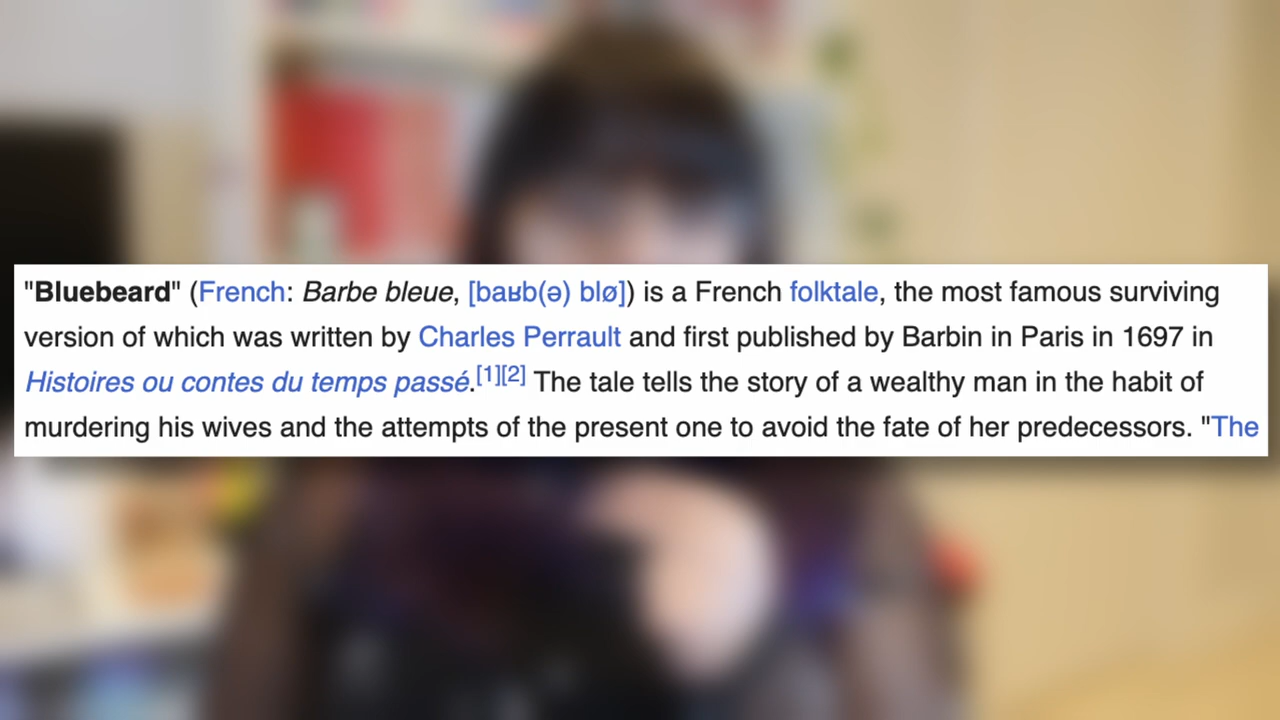 "Bluebeard" (French: Barbe bleue, [baʁb(ə) blø]) is a French folktale, the most famous surviving
version of which was written by Charles Perrault and first published by Barbin in Paris in 1697 in
Histoires ou contes du temps passé.[1][2] The tale tells the story of a wealthy man in the habit of
murdering his wives and the attempts of the present one to avoid the fate of her predecessors. "The